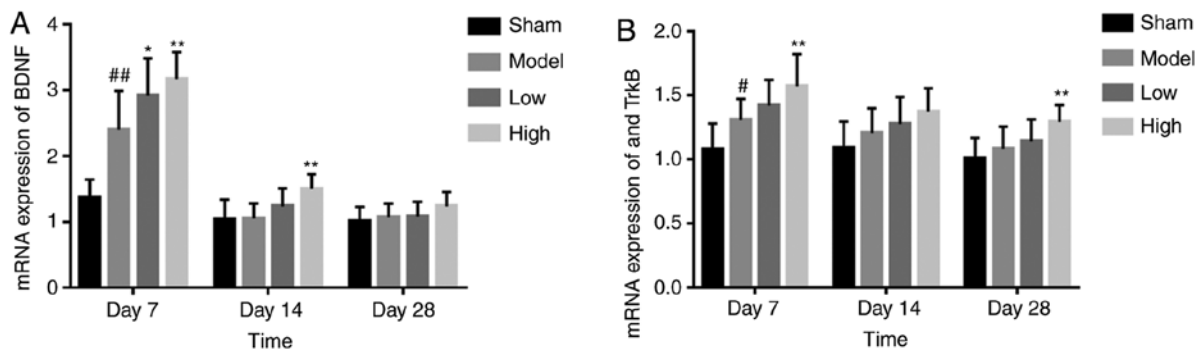 A
mRNA expression of BDNF
4
3
2
1
0
##
*
**
**
Day 7
Day 14
Day 28
Time
Sham
Model
Low
High
B
mRNA expression of and TrkB
2.0
1.5
1.0
0.5
0.0
#
**
**
Day 7
Day 14
Day 28
Time
Sham
Model
Low
High